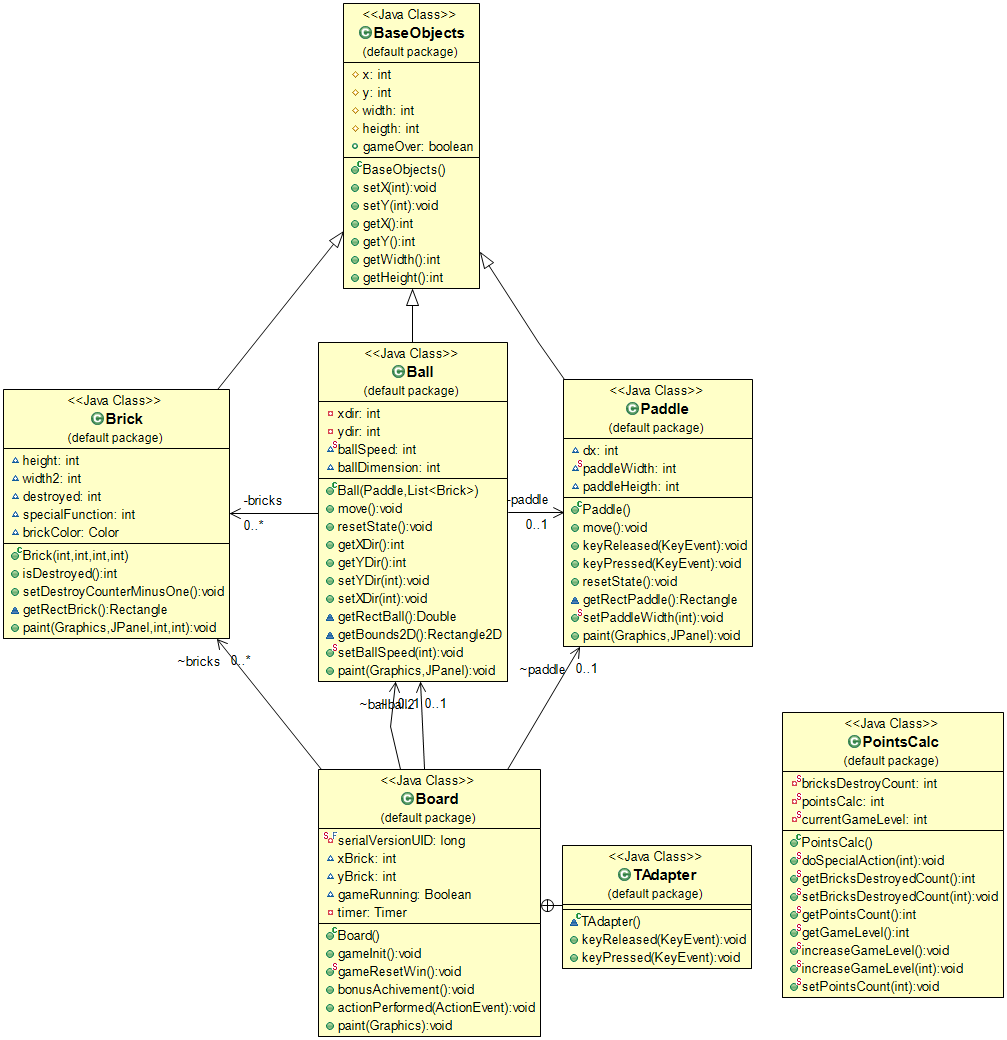 <<Java Class>>
BaseObjects
(default package)
x: int
y: int
width: int
heigth: int
gameOver: boolean
BaseObjects()
setX(int):void
setY(int):void
getX():int
getY():int
getWidth():int
getHeight():int
<<Java Class>>
Brick
(default package)
height: int
width2: int
destroyed: int
specialFunction: int
brickColor: Color
Brick(int,int,int,int)
isDestroyed():int
setDestroyCounterMinusOne():void
getRectBrick():Rectangle
paint(Graphics,JPanel,int,int):void
-bricks
0..*
<<Java Class>>
Ball
(default package)
xdir: int
ydir: int
ballSpeed: int
ballDimension: int
Ball(Paddle,List<Brick>)
move():void
resetState():void
getXDir():int
getYDir():int
setYDir(int):void
setXDir(int):void
getRectBall():Double
getBounds2D():Rectangle2D
setBallSpeed(int):void
paint(Graphics,JPanel):void
-paddle
0..1
<<Java Class>>
Paddle
(default package)
dx: int
paddleWidth: int
paddleHeigth: int
Paddle()
move():void
keyReleased(KeyEvent):void
keyPressed(KeyEvent):void
resetState():void
getRectPaddle():Rectangle
setPaddleWidth(int):void
paint(Graphics,JPanel):void
~bricks 0..*
~paddle 0..1
0..1
<<Java Class>>
Board
(default package)
serialVersionUID: long
xBrick: int
yBrick: int
gameRunning: Boolean
timer: Timer
Board()
gameInit():void
gameResetWin():void
bonusAchivement():void
actionPerformed(ActionEvent):void
paint(Graphics):void
<<Java Class>>
TAdapter
(default package)
TAdapter()
keyReleased(KeyEvent):void
keyPressed(KeyEvent):void
<<Java Class>>
PointsCalc
(default package)
bricksDestroyCount: int
pointsCalc: int
currentGameLevel: int
PointsCalc()
doSpecialAction(int):void
getBricksDestroyedCount():int
setBricksDestroyedCount(int):void
getPointsCount():int
getGameLevel():int
increaseGameLevel():void
increaseGameLevel(int):void
setPointsCount(int):void